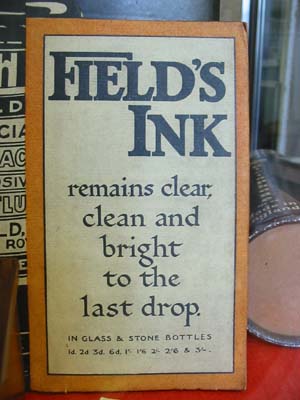 FIELD'S
INK
remains clear,
clean and
bright
to the
last drop.
IN GLASS & STONE BOTTLES
1d. 2d 3d. 6d, 1/- 1/6 2/- 2/6 & 3/-.